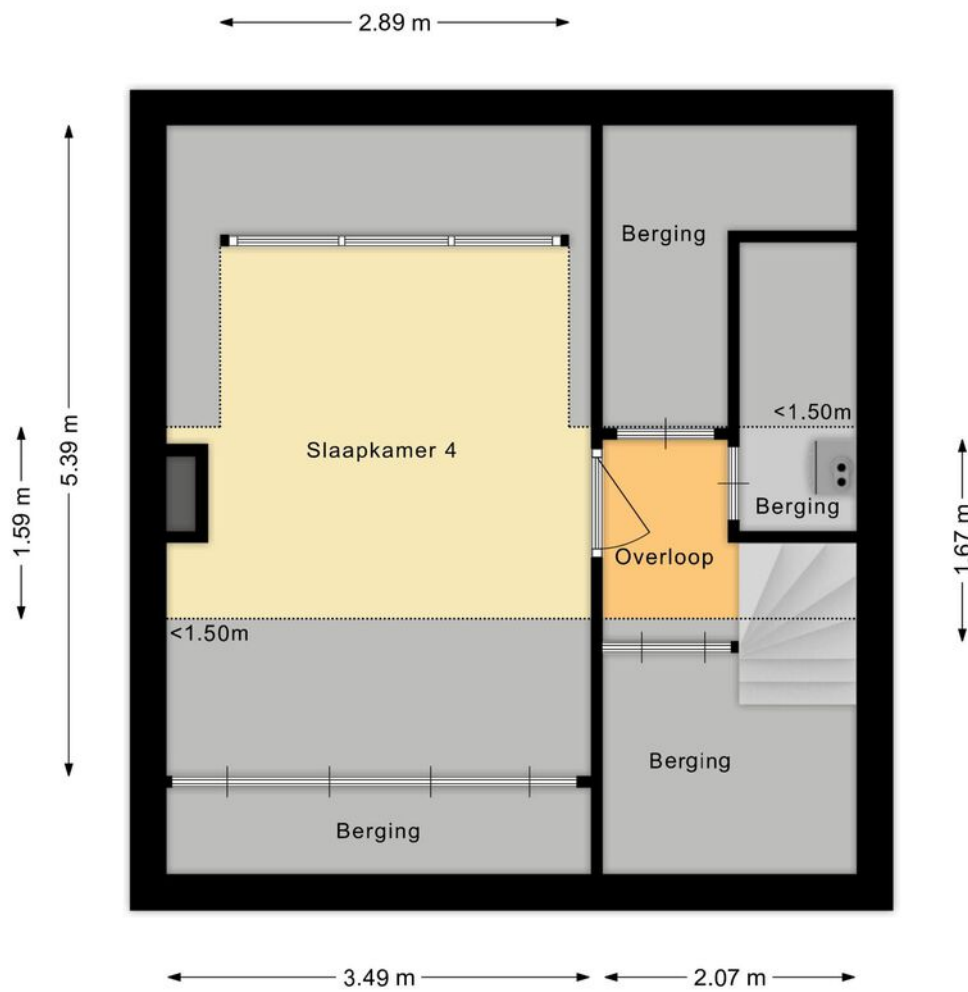 2.89 m
Berging
<1.50m
5.39 m
Slaapkamer 4
1.59 m
Berging
1.67 m
Overloop
<1.50m
Berging
Berging
3.49 m
2.07 m